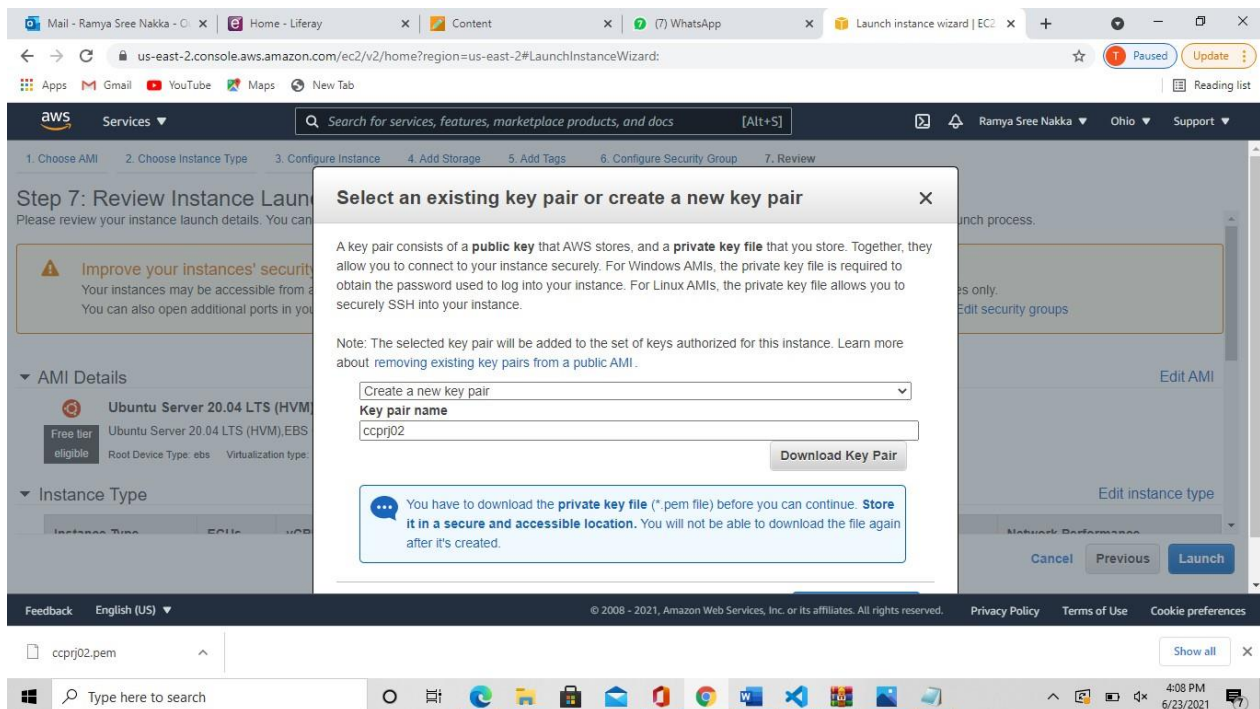 Mail - Ramya Sree Nakka - O
Home - Liferay
Content
(7) WhatsApp
Launch instance wizard | EC2
us-east-2.console.aws.amazon.com/ec2/v2/home?region=us-east-2#LaunchInstanceWizard:
T Paused
Update
Apps Gmail YouTube Maps New Tab
Reading list
aws Services ▼ Search for services, features, marketplace products, and docs [Alt+S] Ramya Sree Nakka ▼ Ohio ▼ Support ▼
1. Choose AMI 2. Choose Instance Type 3. Configure Instance 4. Add Storage 5. Add Tags 6. Configure Security Group 7. Review
Step 7: Review Instance Laun
Please review your instance launch details. You can
unch process.
Improve your instances' security
Your instances may be accessible from a
es only.
You can also open additional ports in you
Edit security groups
AMI Details
Edit AMI
Ubuntu Server 20.04 LTS (HVM)
Free tier eligible
Ubuntu Server 20.04 LTS (HVM),EBS
Root Device Type: ebs Virtualization type:
Instance Type
Edit instance type
Instance Type ECUs
Network Performance
Select an existing key pair or create a new key pair
A key pair consists of a public key that AWS stores, and a private key file that you store. Together, they
allow you to connect to your instance securely. For Windows AMIs, the private key file is required to
obtain the password used to log into your instance. For Linux AMIs, the private key file allows you to
securely SSH into your instance.
Note: The selected key pair will be added to the set of keys authorized for this instance. Learn more
about removing existing key pairs from a public AMI .
Create a new key pair
Key pair name
ccprj02
Download Key Pair
You have to download the private key file (*.pem file) before you can continue. Store
it in a secure and accessible location. You will not be able to download the file again
after it's created.
Cancel Previous Launch
Feedback English (US) ▼ © 2008 - 2021, Amazon Web Services, Inc. or its affiliates. All rights reserved. Privacy Policy Terms of Use Cookie preferences
ccprj02.pem
Show all
Type here to search
4:08 PM
6/23/2021